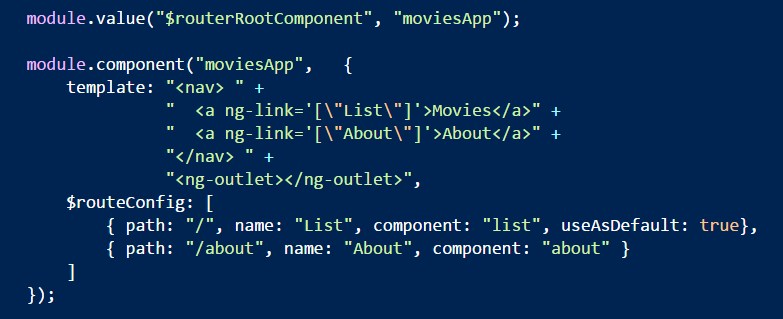 module.value("$routerRootComponent", "moviesApp");
module.component("moviesApp",   {
    template: "<nav> " +
              "  <a ng-link='[\"List\"]'>Movies</a>" +
              "  <a ng-link='[\"About\"]'>About</a>" +
              "</nav> " +
              "<ng-outlet></ng-outlet>",
    $routeConfig: [
        { path: "/", name: "List", component: "list", useAsDefault: true},
        { path: "/about", name: "About", component: "about" }
    ]
});